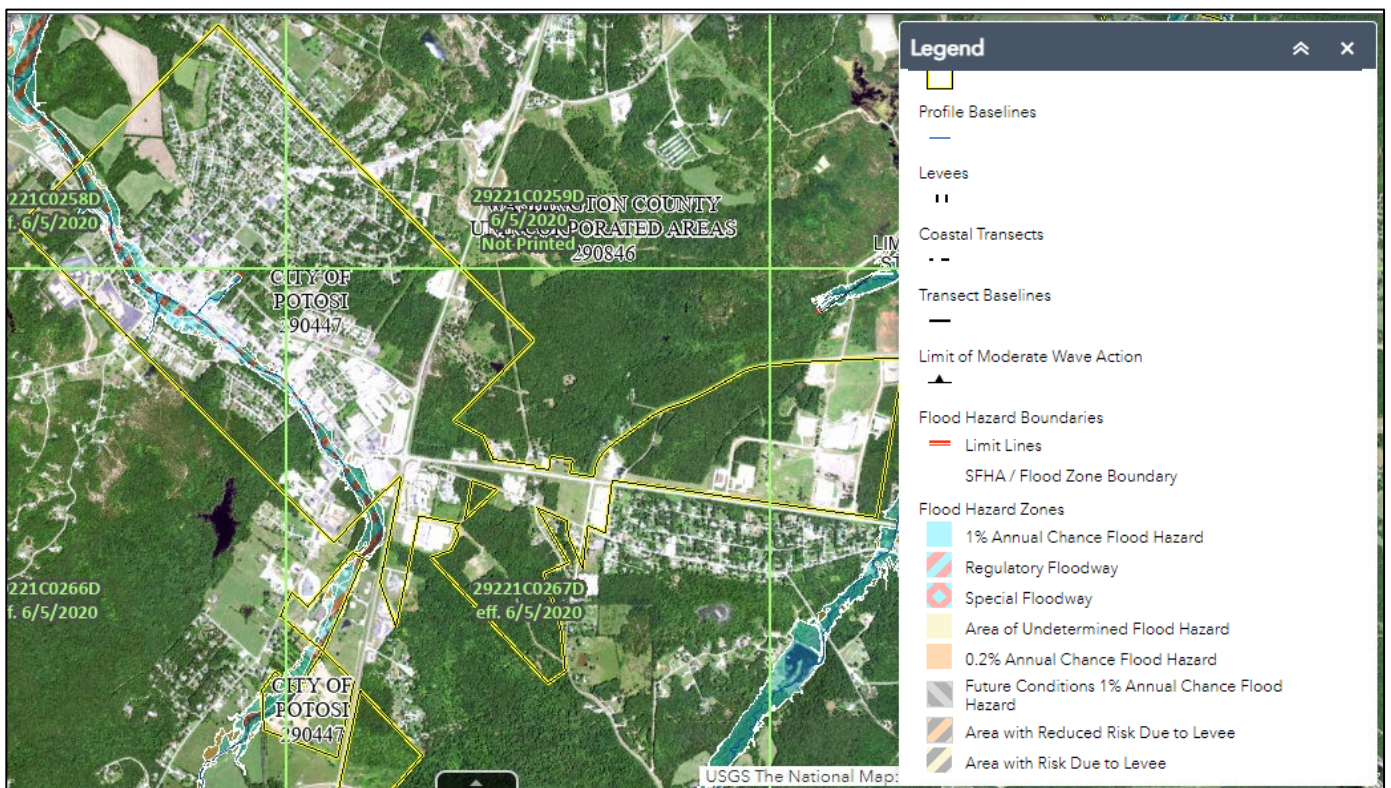 221C0258D
f. 6/5/2020
29221C0259D
6/5/2020
Not Printed
WASHINGTON COUNTY
UNINCORPORATED AREAS
290846
CITY OF
POTOSI
290447
LIM
ST
221C0266D
f. 6/5/2020
29221C0267D
eff. 6/5/2020
CITY OF
POTOSI
290447
USGS The National Map:
Legend
Profile Baselines
Levees
Coastal Transects
Transect Baselines
Limit of Moderate Wave Action
Flood Hazard Boundaries
Limit Lines
SFHA / Flood Zone Boundary
Flood Hazard Zones
1% Annual Chance Flood Hazard
Regulatory Floodway
Special Floodway
Area of Undetermined Flood Hazard
0.2% Annual Chance Flood Hazard
Future Conditions 1% Annual Chance Flood
Hazard
Area with Reduced Risk Due to Levee
Area with Risk Due to Levee